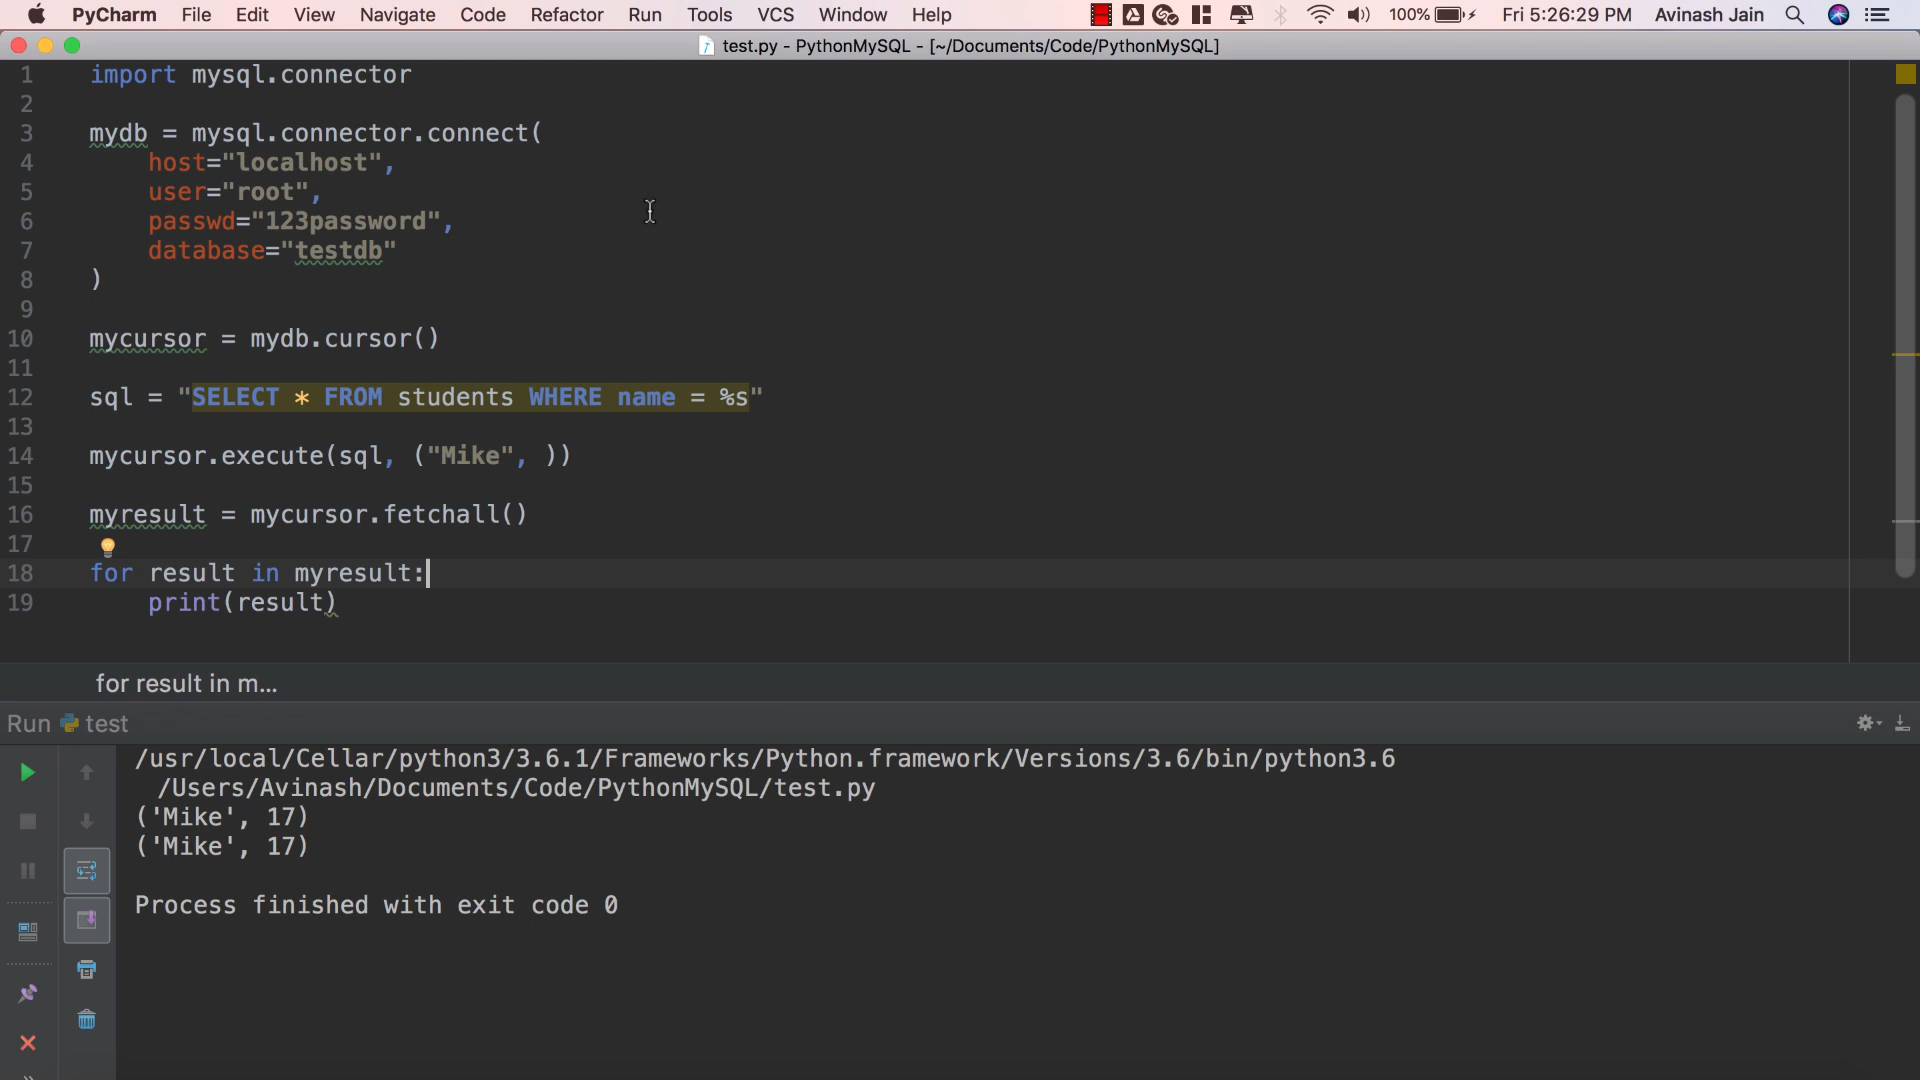 PyCharm File Edit View Navigate Code Refactor Run Tools VCS Window Help 100% Fri 5:26:29 PM Avinash Jain
test.py - PythonMySQL - [~/Documents/Code/PythonMySQL]
1 import mysql.connector
2
3 mydb = mysql.connector.connect(
4 host="localhost",
5 user="root",
6 passwd="123password",
7 database="testdb"
8 )
9
10 mycursor = mydb.cursor()
11
12 sql = "SELECT * FROM students WHERE name = %s"
13
14 mycursor.execute(sql, ("Mike", ))
15
16 myresult = mycursor.fetchall()
17
18 for result in myresult:
19 print(result)
for result in m...
Run test
/usr/local/Cellar/python3/3.6.1/Frameworks/Python.framework/Versions/3.6/bin/python3.6
/Users/Avinash/Documents/Code/PythonMySQL/test.py
('Mike', 17)
('Mike', 17)
Process finished with exit code 0